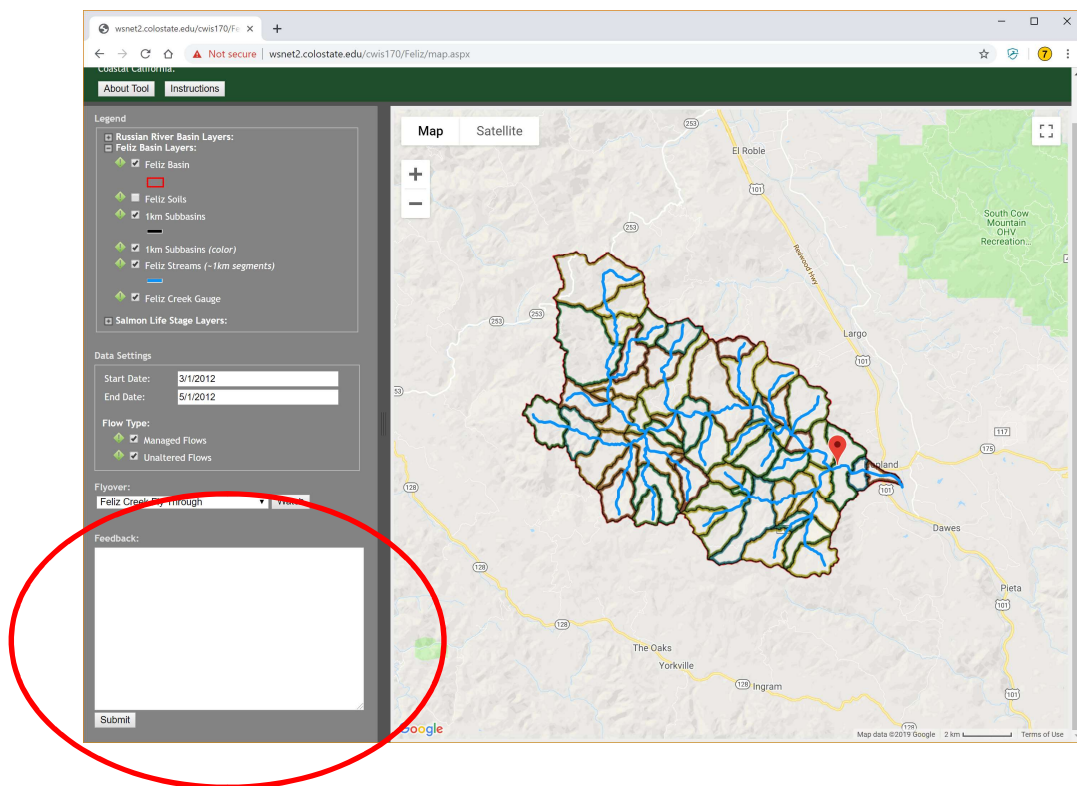 wsnet2.colostate.edu/cwis170/Fe
Not secure | wsnet2.colostate.edu/cwis170/Feliz/map.aspx
7
Coastal California.
About Tool
Instructions
Legend
Russian River Basin Layers:
Feliz Basin Layers:
Feliz Basin
Feliz Soils
1km Subbasins
1km Subbasins (color)
Feliz Streams (~1km segments)
Feliz Creek Gauge
Salmon Life Stage Layers:
Data Settings
Start Date: 3/1/2012
End Date: 5/1/2012
Flow Type:
Managed Flows
Unaltered Flows
Flyover:
Feliz Creek Fly Through
Feedback:
Submit
Map Satellite
253
El Roble
101
South Cow
Mountain
OHV
Recreation...
253
Redwood Hwy
253
253
Largo
101
53
117
175
128
101
Dawes
128
Pieta
101
128
The Oaks
Yorkville
128
Ingram
101
128
Google
Map data ©2019 Google 2 km Terms of Use